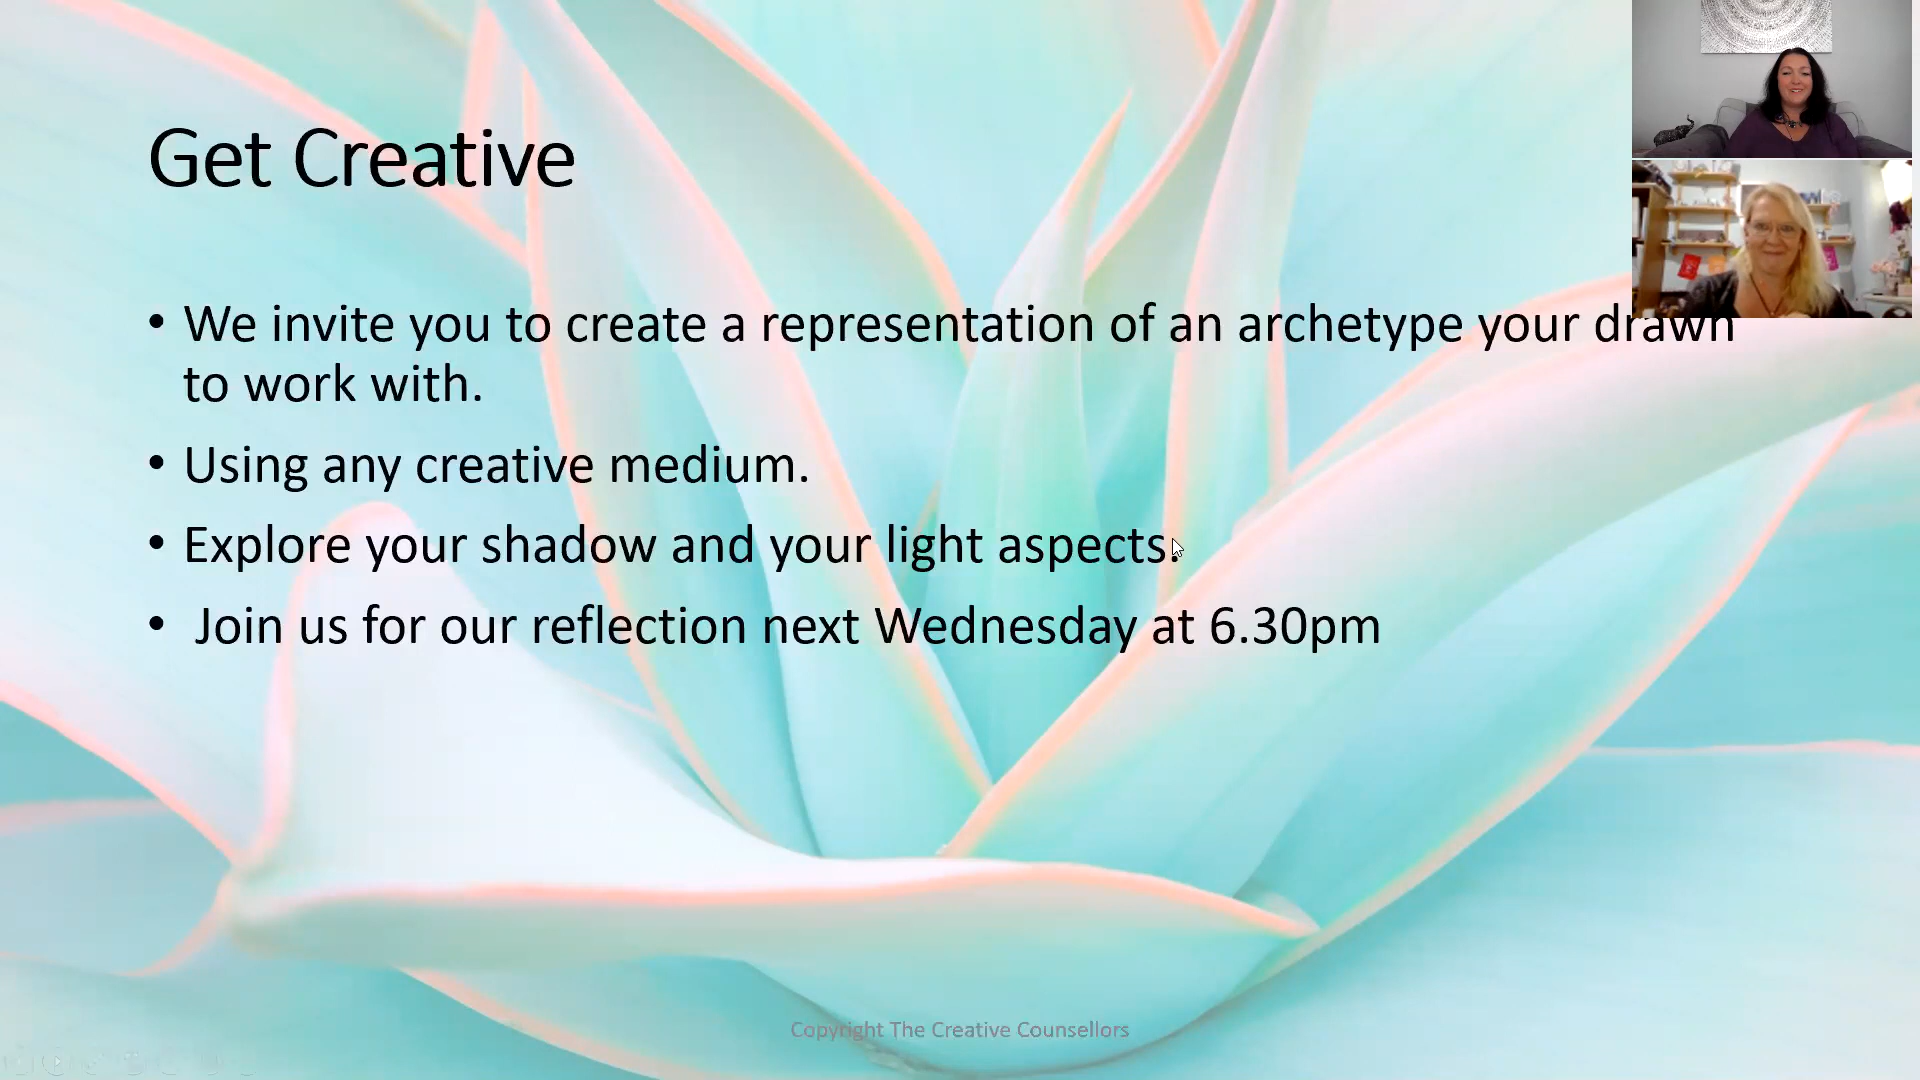 Get Creative
• We invite you to create a representation of an archetype your drawn
to work with.
• Using any creative medium.
• Explore your shadow and your light aspects.
• Join us for our reflection next Wednesday at 6.30pm
Copyright The Creative Counsellors